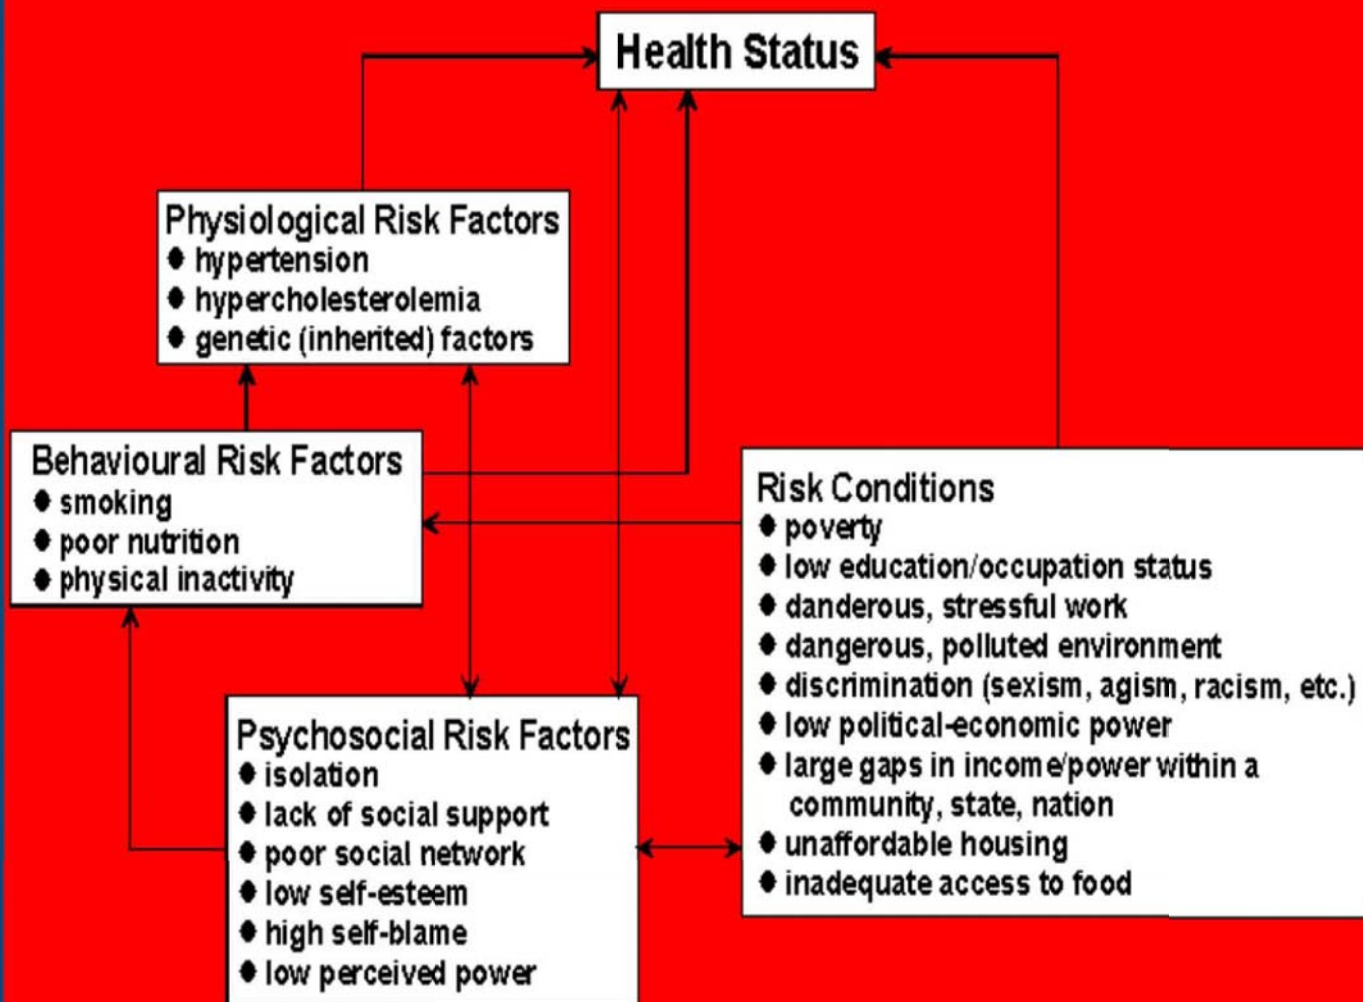 Health Status
Physiological Risk Factors
● hypertension
● hypercholesterolemia
● genetic (inherited) factors
Behavioural Risk Factors
● smoking
● poor nutrition
● physical inactivity
Risk Conditions
● poverty
● low education/occupation status
● danderous, stressful work
● dangerous, polluted environment
● discrimination (sexism, agism, racism, etc.)
● low political-economic power
● large gaps in income/power within a
community, state, nation
● unaffordable housing
● inadequate access to food
Psychosocial Risk Factors
● isolation
● lack of social support
● poor social network
● low self-esteem
● high self-blame
● low perceived power